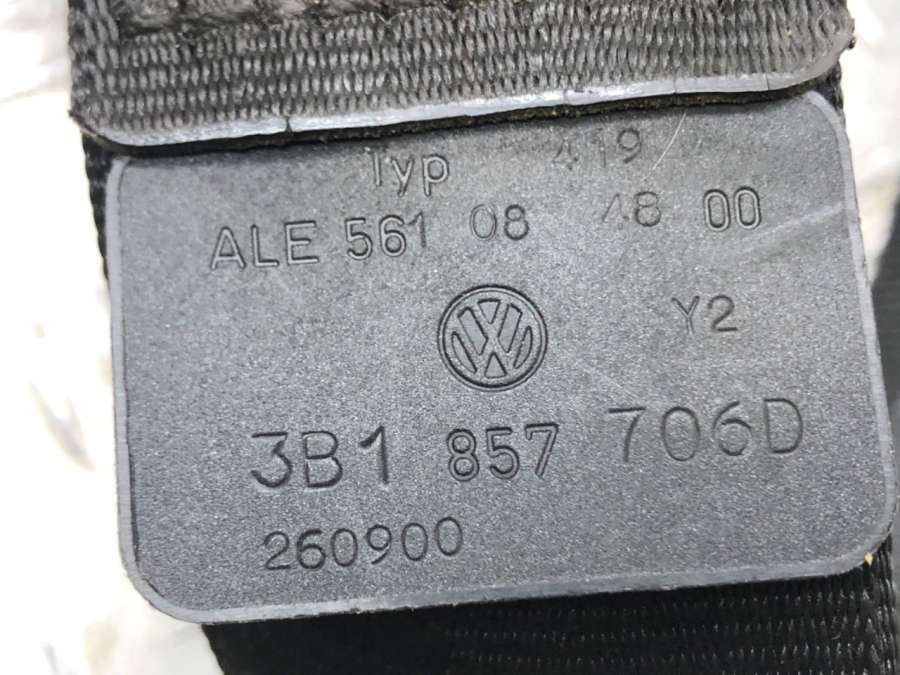 Typ 419
ALE 561 08 48 00
Y2
3B1 857 706D
260900